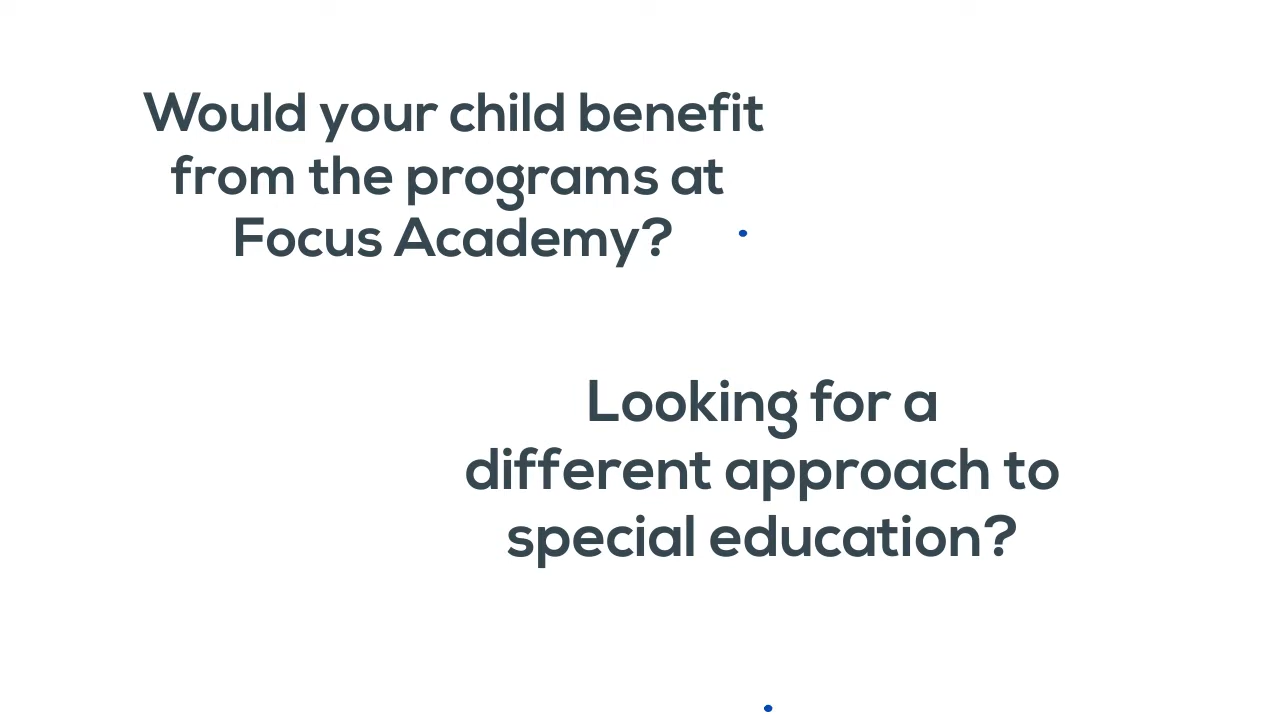 Would your child benefit
from the programs at
Focus Academy?
Looking for a
different approach to
special education?